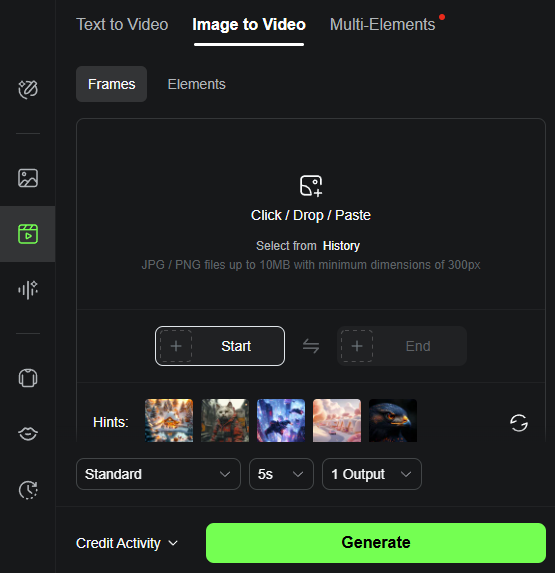 Text to Video Image to Video Multi-Elements
Frames Elements
Click / Drop / Paste
Select from History
JPG / PNG files up to 10MB with minimum dimensions of 300px
Start End
Hints:
Standard 5s 1 Output
Credit Activity Generate